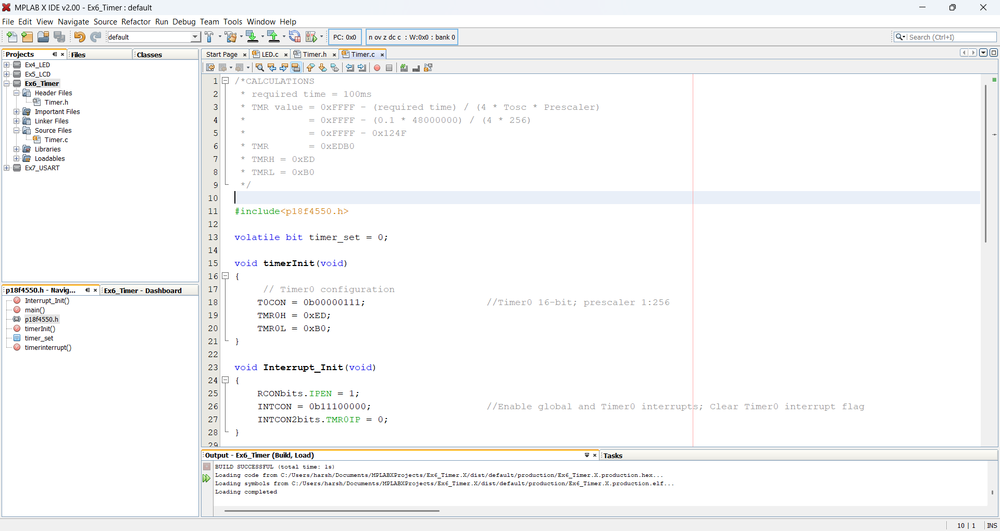 MPLAB X IDE v2.00 - Ex6_Timer : default
File Edit View Navigate Source Refactor Run Debug Team Tools Window Help
default
PC: 0x0
n ov z dc c : W:0x0 : bank 0
Search (Ctrl+I)
Projects
Files
Classes
Ex4_LED
Ex5_LCD
Ex6_Timer
Header Files
Timer.h
Important Files
Linker Files
Source Files
Timer.c
Libraries
Loadables
Ex7_USART
p18f4550.h - Navig...
Ex6_Timer - Dashboard
Interrupt_Init()
main()
p18f4550.h
timerInit()
timer_set
timerinterrupt()
Start Page
LED.c
Timer.h
Timer.c
1 /*CALCULATIONS
2 * required time = 100ms
3 * TMR value = 0xFFFF - (required time) / (4 * Tosc * Prescaler)
4 * = 0xFFFF - (0.1 * 48000000) / (4 * 256)
5 * = 0xFFFF - 0x124F
6 * TMR = 0xEDB0
7 * TMRH = 0xED
8 * TMRL = 0xB0
9 */
10
11 #include<p18f4550.h>
12
13 volatile bit timer_set = 0;
14
15 void timerInit(void)
16 {
17 // Timer0 configuration
18 T0CON = 0b00000111; //Timer0 16-bit; prescaler 1:256
19 TMR0H = 0xED;
20 TMR0L = 0xB0;
21 }
22
23 void Interrupt_Init(void)
24 {
25 RCONbits.IPEN = 1;
26 INTCON = 0b11100000; //Enable global and Timer0 interrupts; Clear Timer0 interrupt flag
27 INTCON2bits.TMR0IP = 0;
28 }
29
Output - Ex6_Timer (Build, Load)
Tasks
BUILD SUCCESSFUL (total time: 1s)
Loading code from C:/Users/harsh/Documents/MPLABXProjects/Ex6_Timer.X/dist/default/production/Ex6_Timer.X.production.hex...
Loading symbols from C:/Users/harsh/Documents/MPLABXProjects/Ex6_Timer.X/dist/default/production/Ex6_Timer.X.production.elf...
Loading completed
10 | 1
INS